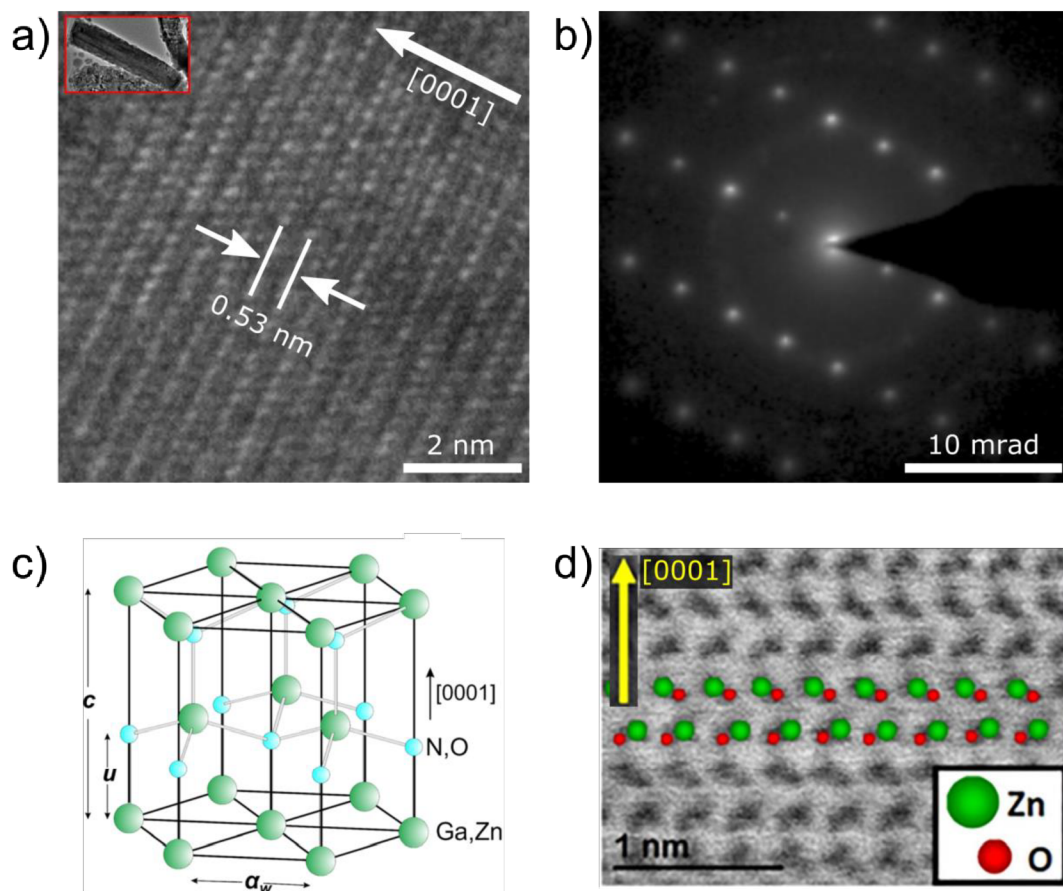 a)
[0001]
0.53 nm
2 nm
b)
10 mrad
c)
c
u
[0001]
N,O
Ga,Zn
a_w
d)
[0001]
Zn
O
1 nm